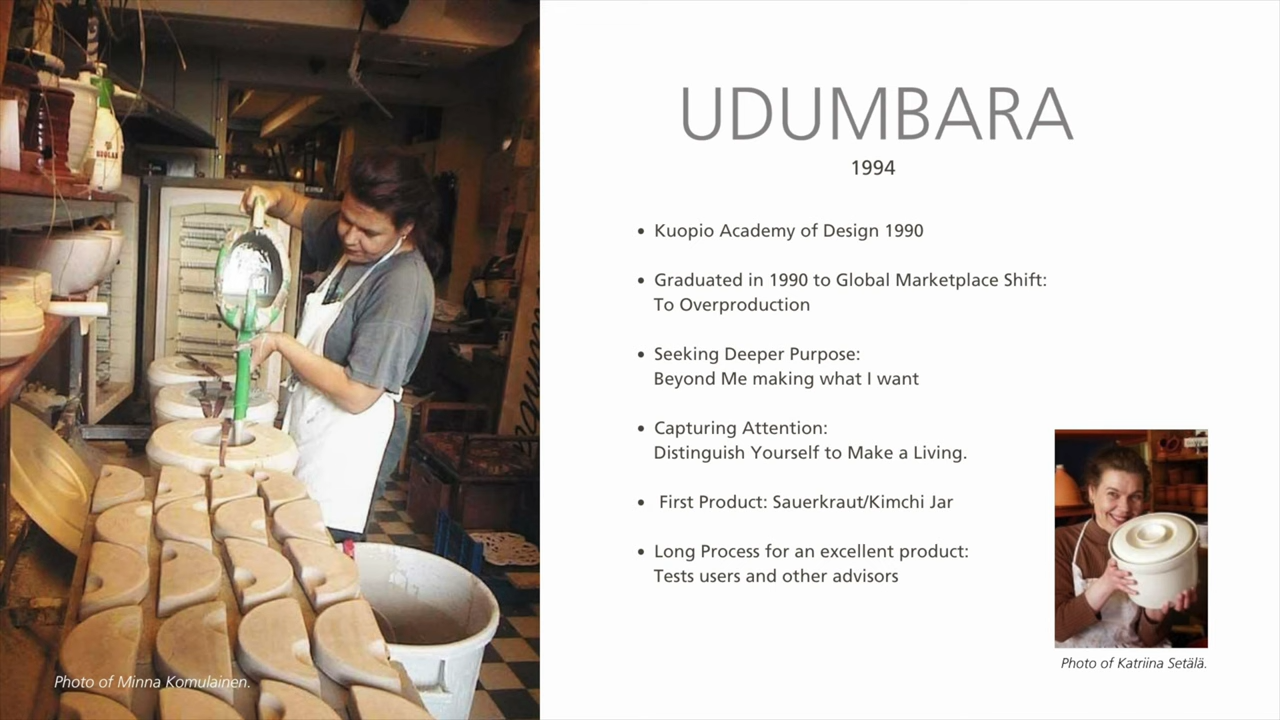 UDUMBARA
1994
• Kuopio Academy of Design 1990
• Graduated in 1990 to Global Marketplace Shift:
To Overproduction
• Seeking Deeper Purpose:
Beyond Me making what I want
• Capturing Attention:
Distinguish Yourself to Make a Living.
• First Product: Sauerkraut/Kimchi Jar
• Long Process for an excellent product:
Tests users and other advisors
Photo of Minna Komulainen.
Photo of Katriina Setälä.